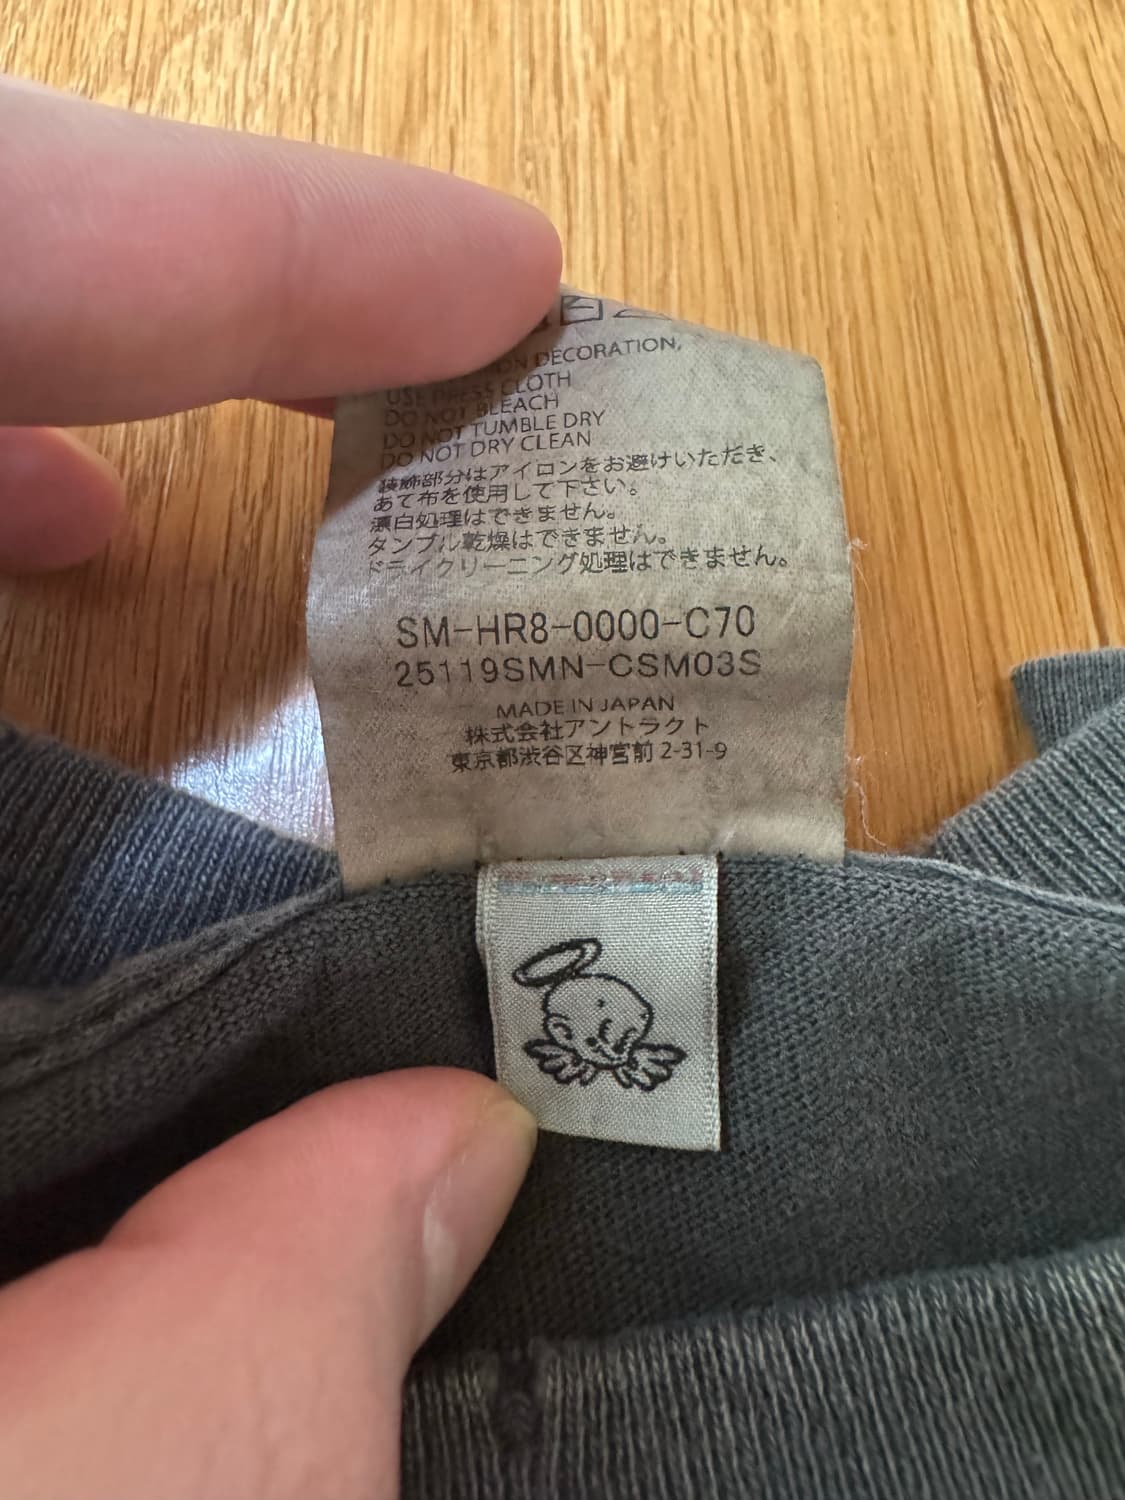 ON DECORATION,
USE PRESS CLOTH
DO NOT BLEACH
DO NOT TUMBLE DRY
DO NOT DRY CLEAN
装飾部分はアイロンをお避けいただき、
あて布を使用して下さい。
漂白処理はできません。
タンブル乾燥はできません。
ドライクリーニング処理はできません。
SM-HR8-0000-C70
25119SMN-CSM03S
MADE IN JAPAN
株式会社アントラクト
東京都渋谷区神宮前 2-31-9